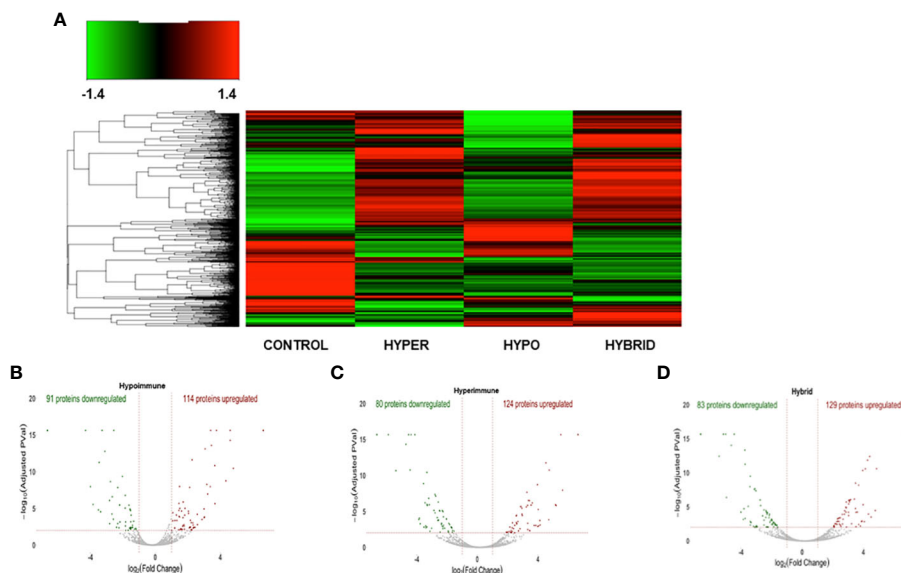 A
-1.4 1.4
CONTROL HYPER HYPO HYBRID
B
Hypoimmune
91 proteins downregulated 114 proteins upregulated
20
15
10
5
0
-log10(Adjusted PVal)
-4 0 4
log2(Fold Change)
C
Hyperimmune
80 proteins downregulated 124 proteins upregulated
20
15
10
5
0
-log10(Adjusted PVal)
-4 0 4
log2(Fold Change)
D
Hybrid
83 proteins downregulated 129 proteins upregulated
20
15
10
5
0
-log10(Adjusted PVal)
-4 0 4
log2(Fold Change)